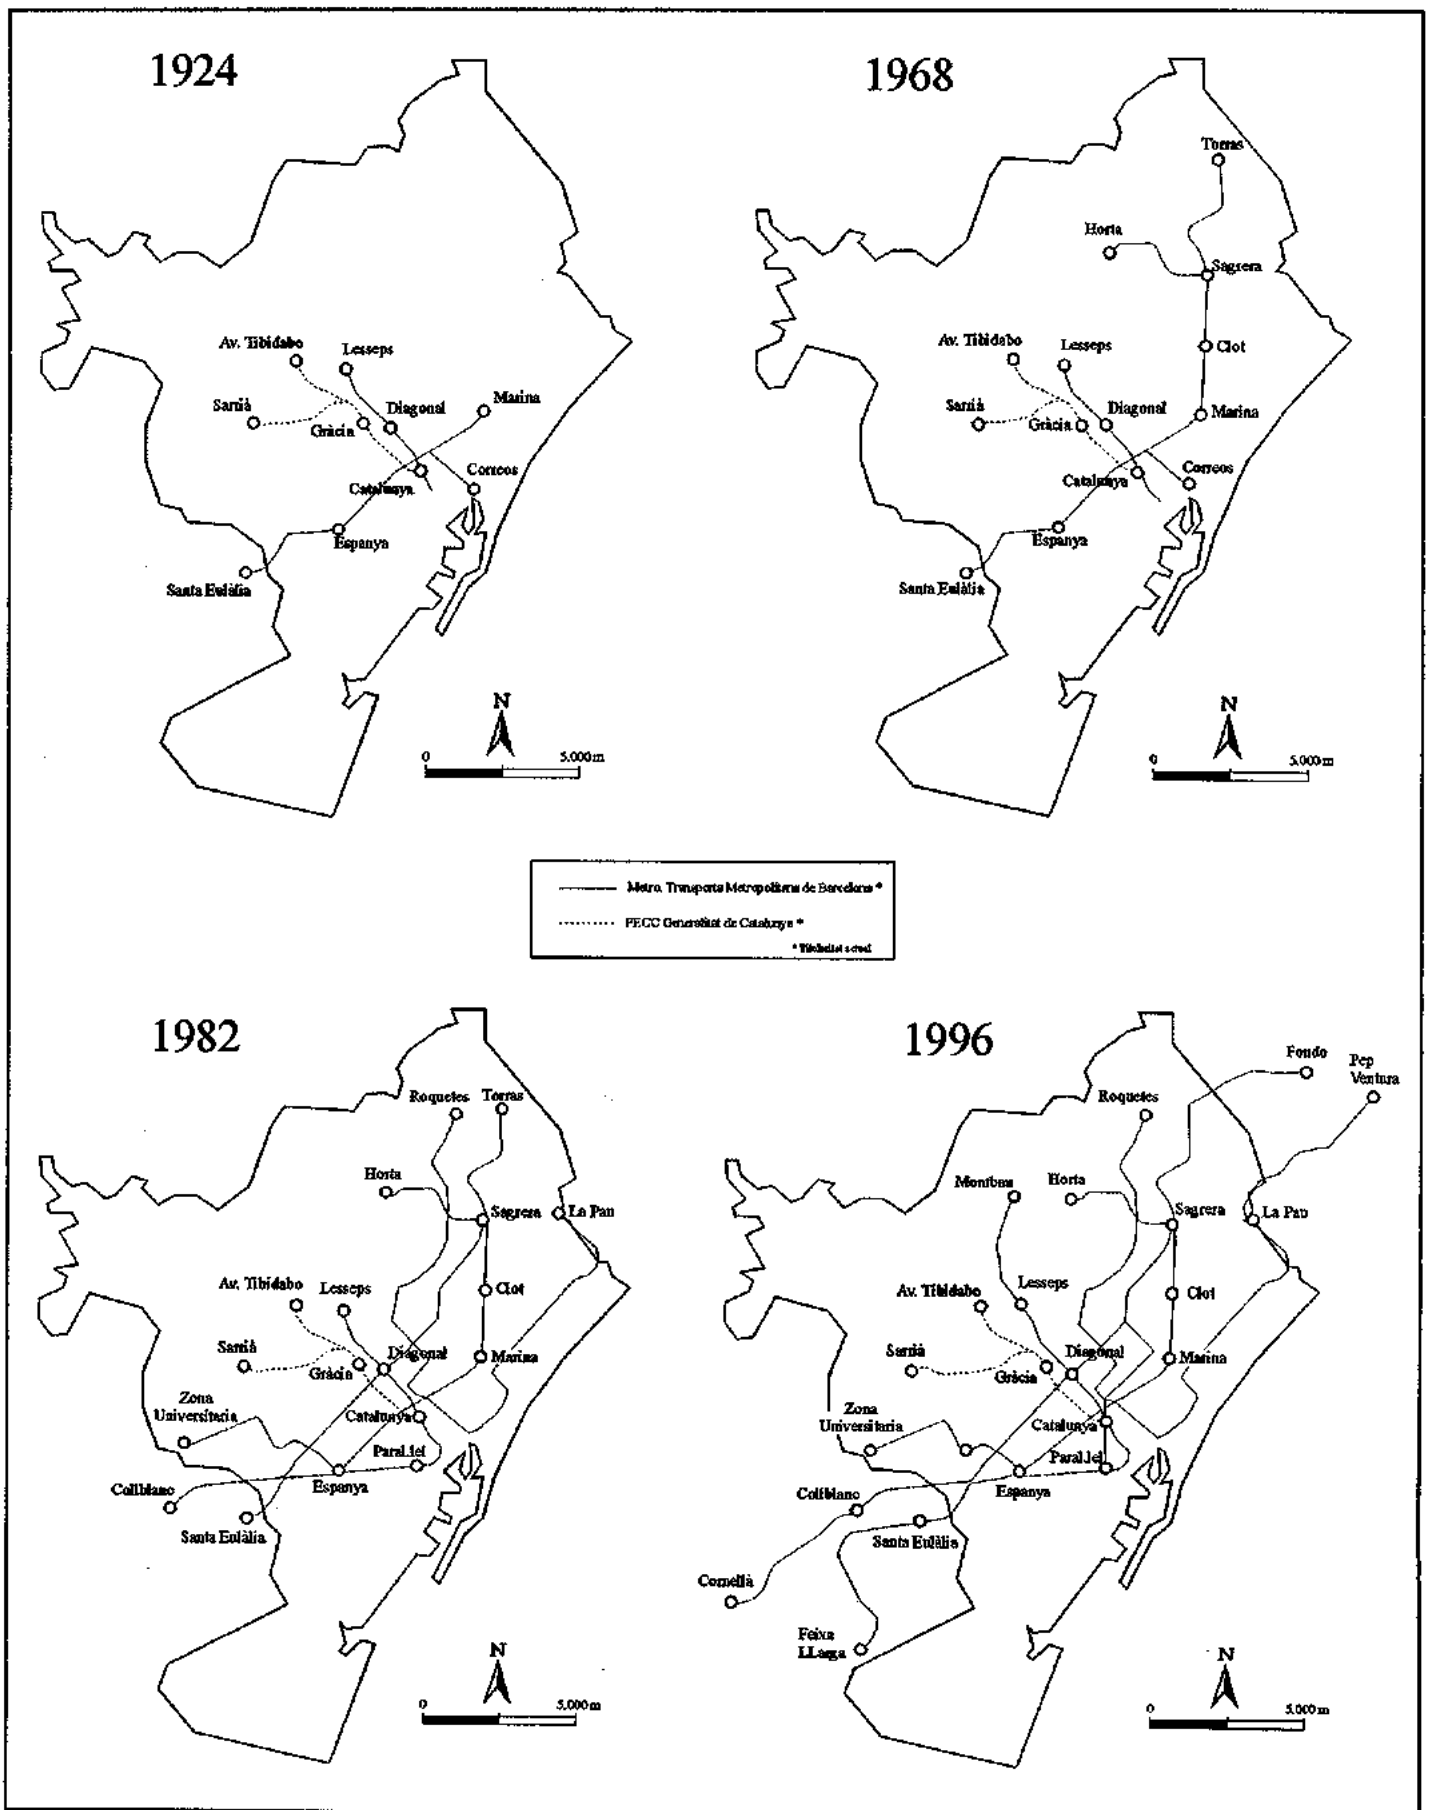 1924
Av. Tibidabo
Lesseps
Sarrià
Gràcia
Diagonal
Marina
Catalunya
Correos
Espanya
Santa Eulàlia
N
0 5.000 m
1968
Torras
Horta
Sagrera
Clot
Av. Tibidabo
Lesseps
Sarrià
Gràcia
Diagonal
Marina
Catalunya
Correos
Espanya
Santa Eulàlia
N
0 5.000 m
Metro. Transports Metropolitans de Barcelona *
FFCC Generalitat de Catalunya *
* Titularitat actual
1982
Roquetes
Torras
Horta
Sagrera
La Pau
Av. Tibidabo
Lesseps
Clot
Sarrià
Gràcia
Diagonal
Marina
Zona
Universitaria
Catalunya
Paral.lel
Collblanc
Espanya
Santa Eulàlia
N
0 5.000 m
1996
Fondo
Pep
Ventura
Roquetes
Montbau
Horta
Sagrera
La Pau
Av. Tibidabo
Lesseps
Clot
Sarrià
Gràcia
Diagonal
Marina
Zona
Universitaria
Catalunya
Paral.lel
Collblanc
Espanya
Santa Eulàlia
Cornellà
Feixa
LLarga
N
0 5.000 m